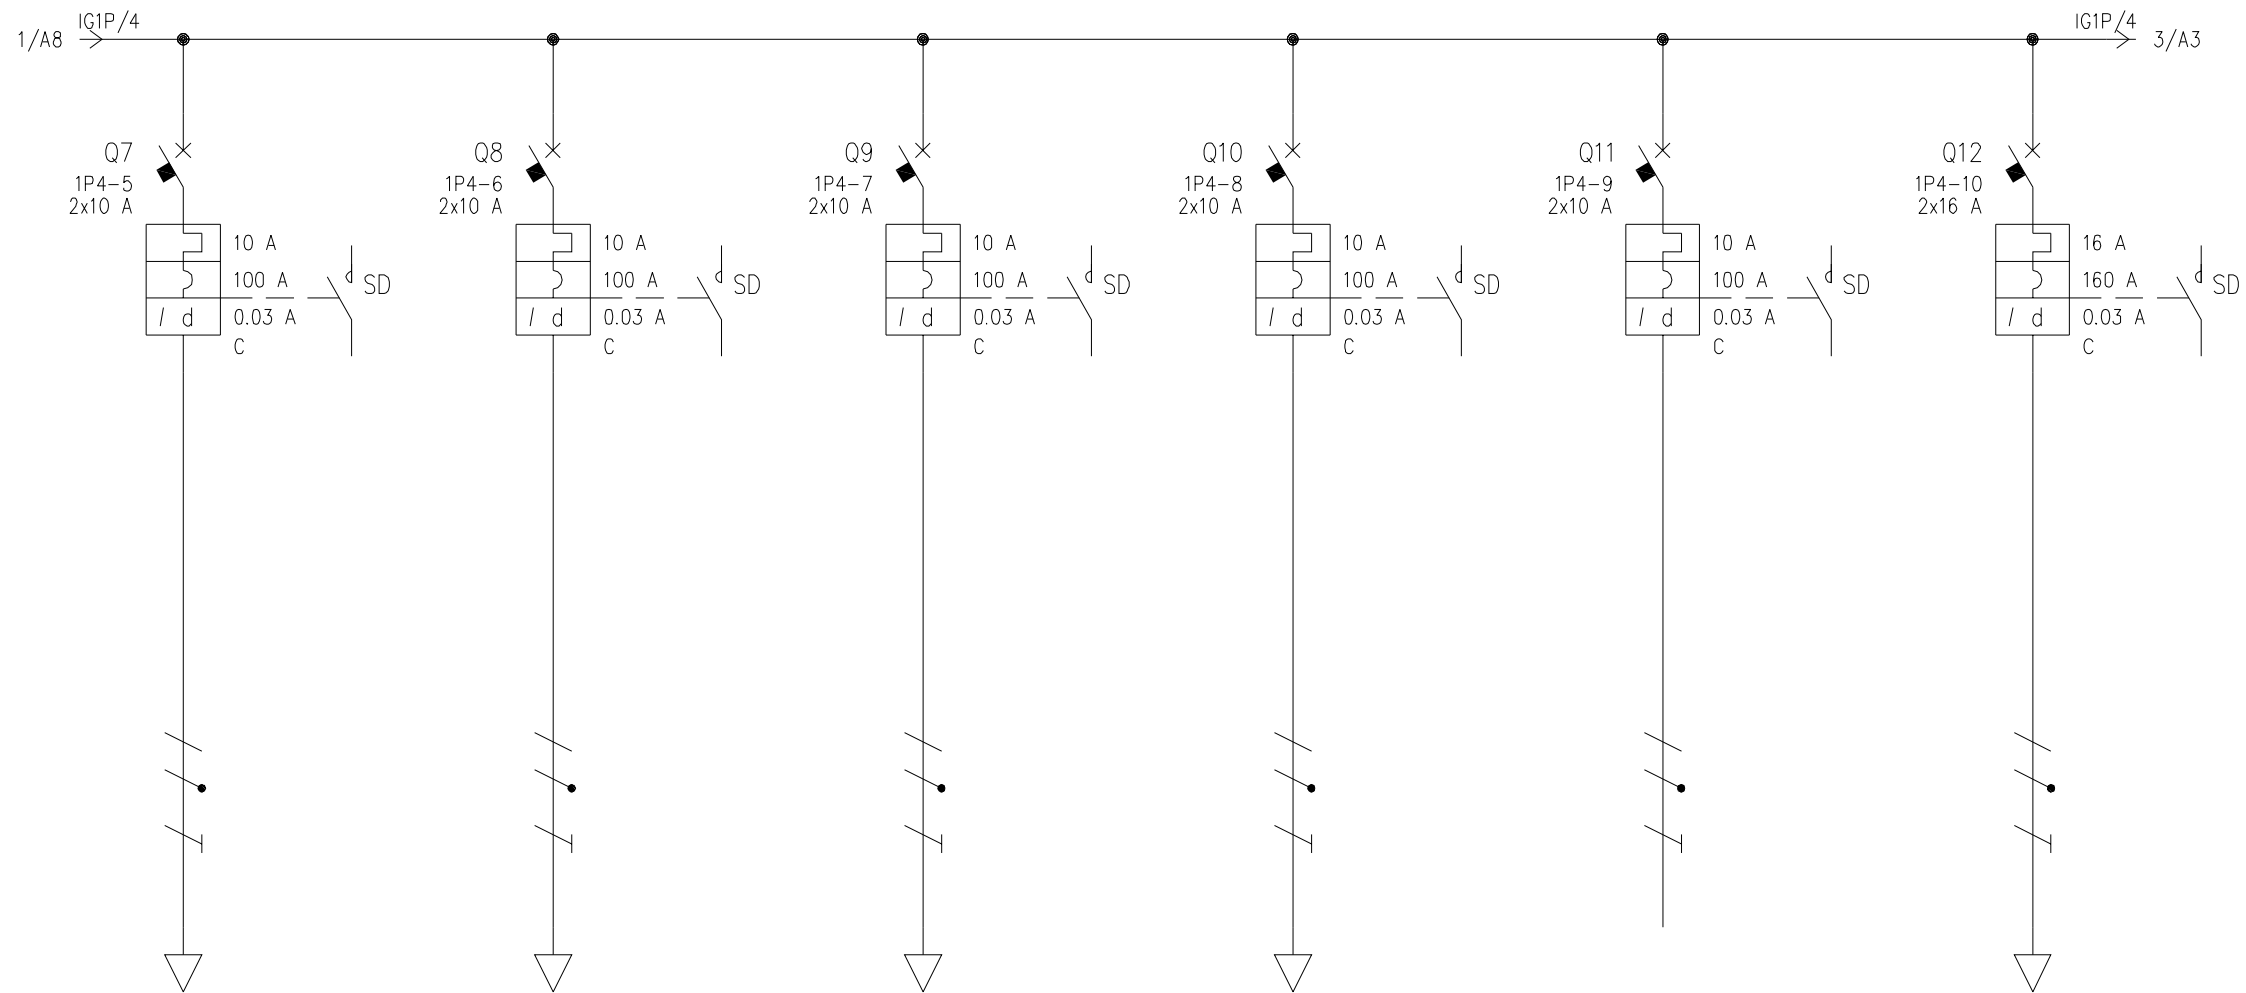 IG1P/4
IG1P/4
1/A8
3/A3
Q7
1P4-5
2x10 A
10 A
100 A
SD
I d
0.03 A
C
Q8
1P4-6
2x10 A
10 A
100 A
SD
I d
0.03 A
C
Q9
1P4-7
2x10 A
10 A
100 A
SD
I d
0.03 A
C
Q10
1P4-8
2x10 A
10 A
100 A
SD
I d
0.03 A
C
Q11
1P4-9
2x10 A
10 A
100 A
SD
I d
0.03 A
C
Q12
1P4-10
2x16 A
16 A
160 A
SD
I d
0.03 A
C